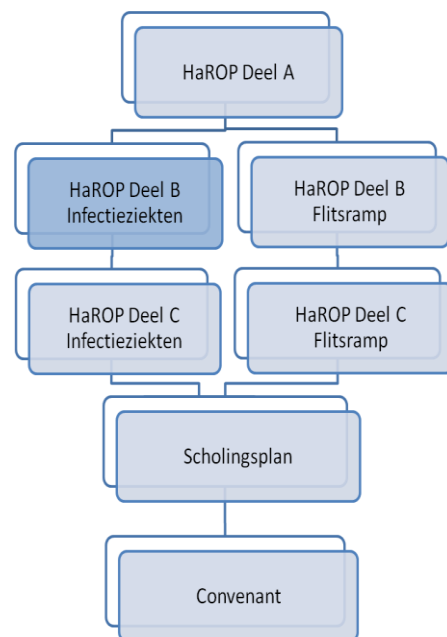 HaROP Deel A
HaROP Deel B
Infectieziekten
HaROP Deel B
Flitsramp
HaROP Deel C
Infectieziekten
HaROP Deel C
Flitsramp
Scholingsplan
Convenant